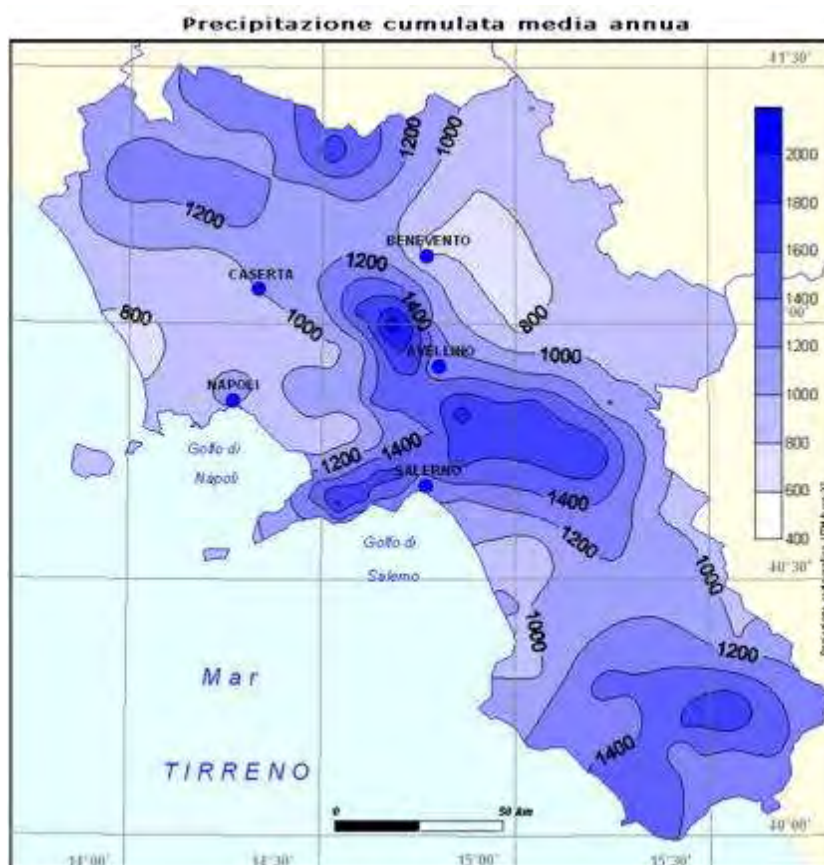 Precipitazione cumulata media annua
41°30'
1200
1000
2000
1800
1600
1400
1200
1000
800
600
400
1200
BENEVENTO
1200
CASERTA
1400
800
1000
800
AVELLINO
1000
NAPOLI
Golfo di
Napoli
1200
1400
SALERNO
1400
1200
Golfo di
Salerno
40°30'
1000
1000
1200
Mar
TIRRENO
1400
0
50 km
40°00'
14°00'
14°30'
15°00'
15°30'